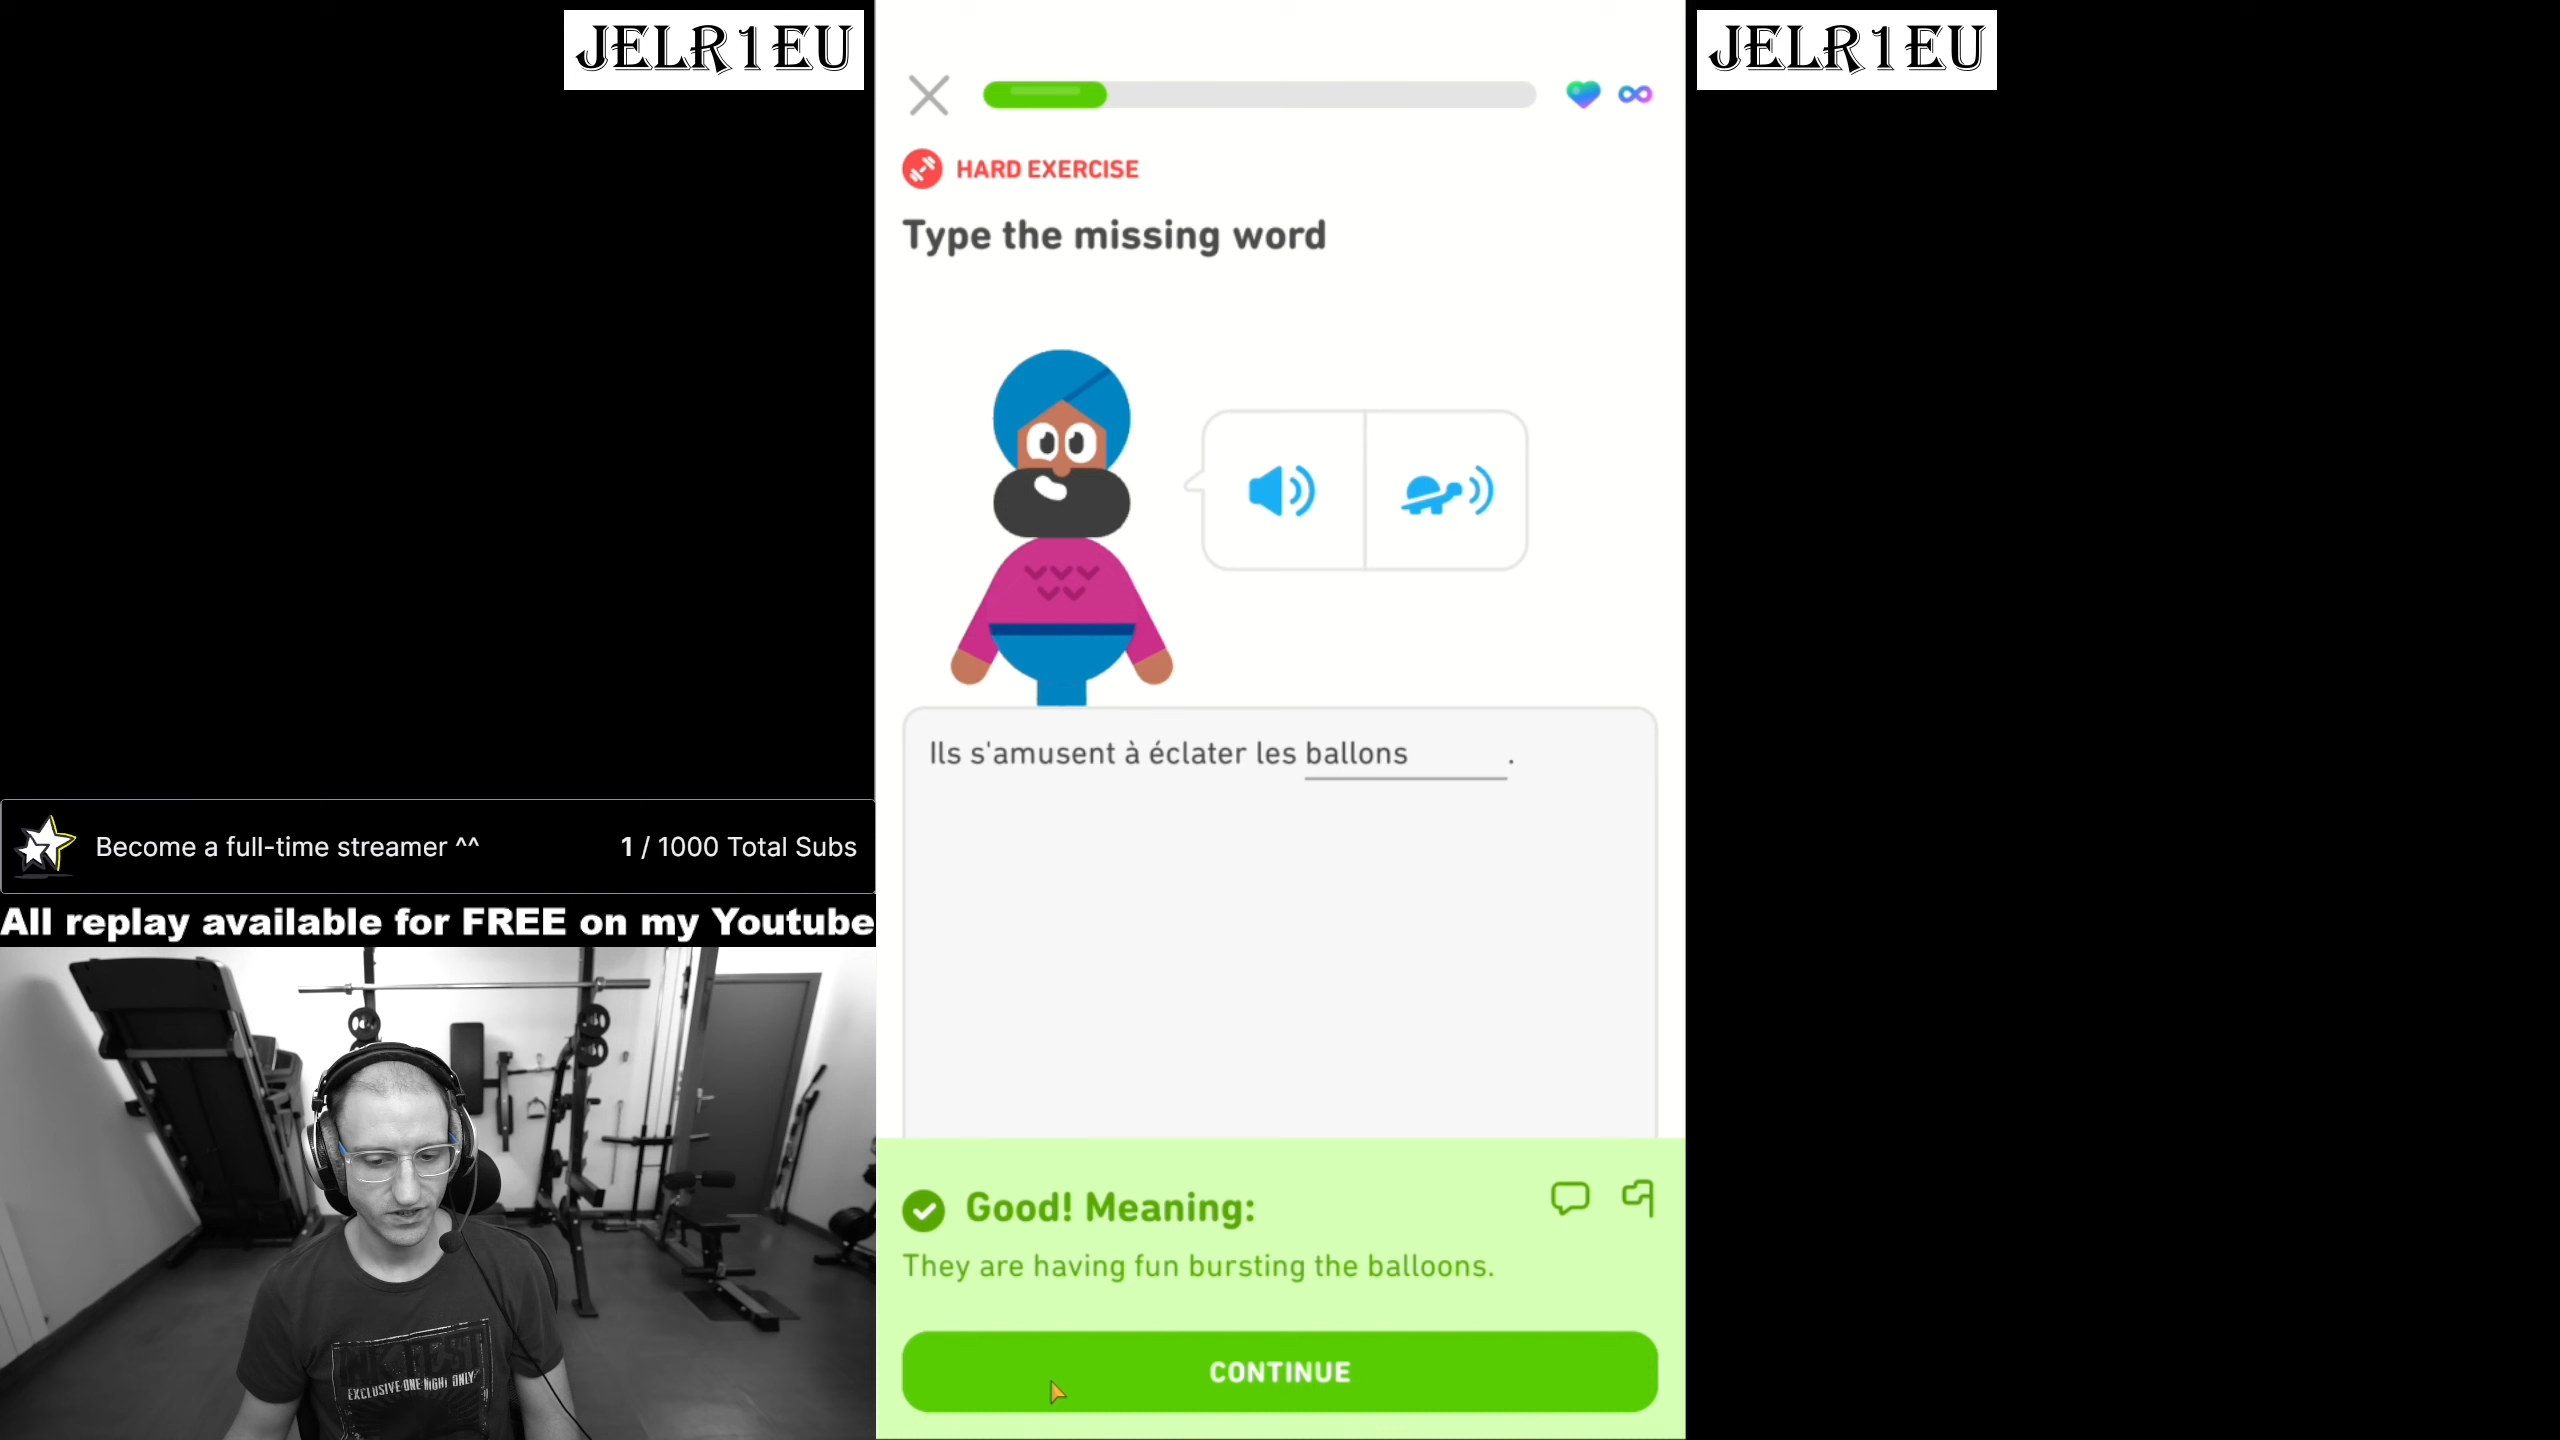 JELR1EU
JELR1EU
HARD EXERCISE
Type the missing word
Ils s'amusent à éclater les ballons.
Become a full-time streamer ^^ 1 / 1000 Total Subs
All replay available for FREE on my Youtube
EXCLUSIVE ONE NIGHT ONLY
Good! Meaning:
They are having fun bursting the balloons.
CONTINUE